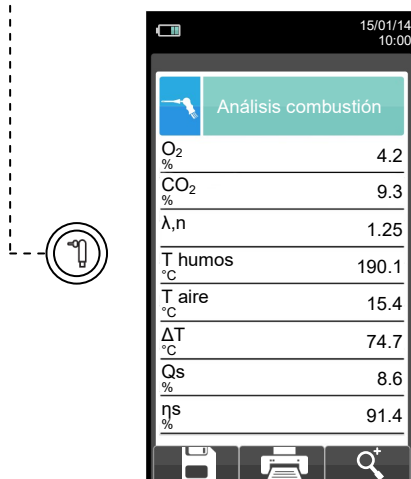 15/01/14
10:00
Análisis combustión
O2
% 4.2
CO2
% 9.3
λ,n 1.25
T humos
°C 190.1
T aire
°C 15.4
ΔT
°C 74.7
Qs
% 8.6
ηs
% 91.4